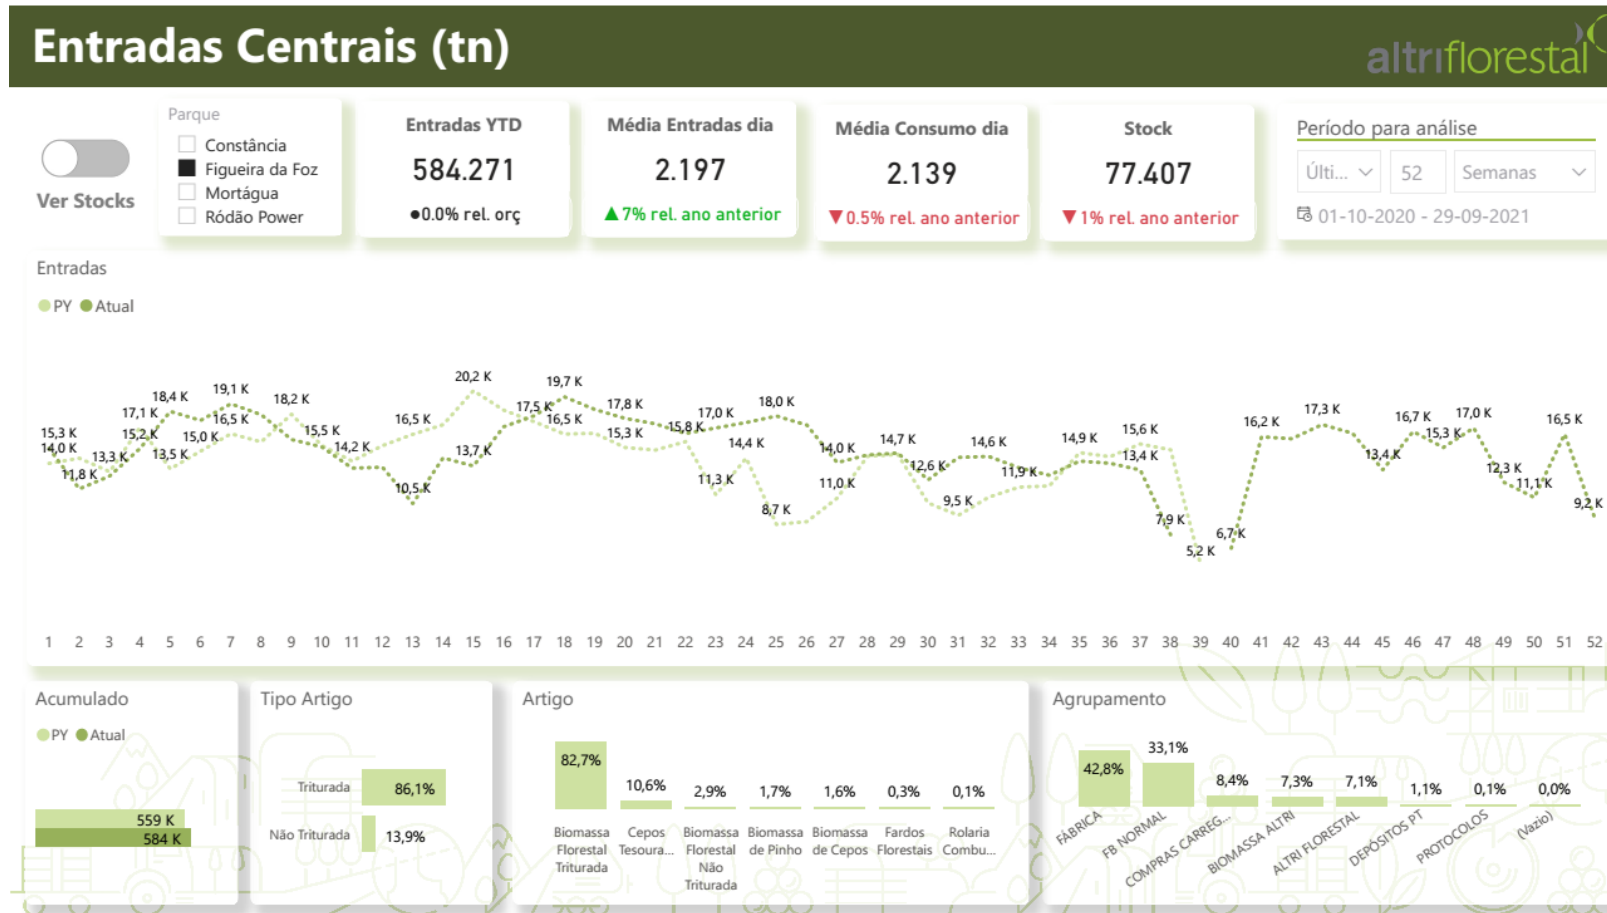 Entradas Centrais (tn)
altriflorestal
Ver Stocks
Parque
Constância
Figueira da Foz
Mortágua
Ródão Power
Entradas YTD
584.271
●0.0% rel. orç
Média Entradas dia
2.197
▲7% rel. ano anterior
Média Consumo dia
2.139
▼0.5% rel. ano anterior
Stock
77.407
▼1% rel. ano anterior
Período para análise
Últi... 52 Semanas
01-10-2020 - 29-09-2021
Entradas
PY Atual
15,3 K
14,0 K
11,8 K
13,3 K
17,1 K
15,2 K
18,4 K
13,5 K
15,0 K
19,1 K
16,5 K
18,2 K
15,5 K
14,2 K
16,5 K
10,5 K
20,2 K
13,7 K
17,5 K
19,7 K
16,5 K
17,8 K
15,3 K
15,8 K
17,0 K
11,3 K
14,4 K
18,0 K
8,7 K
14,0 K
11,0 K
14,7 K
12,6 K
9,5 K
14,6 K
11,9 K
14,9 K
15,6 K
13,4 K
7,9 K
5,2 K
6,7 K
16,2 K
17,3 K
13,4 K
16,7 K
15,3 K
17,0 K
12,3 K
11,1 K
16,5 K
9,2 K
1 2 3 4 5 6 7 8 9 10 11 12 13 14 15 16 17 18 19 20 21 22 23 24 25 26 27 28 29 30 31 32 33 34 35 36 37 38 39 40 41 42 43 44 45 46 47 48 49 50 51 52
Acumulado
PY Atual
559 K
584 K
Tipo Artigo
Triturada 86,1%
Não Triturada 13,9%
Artigo
82,7% 10,6% 2,9% 1,7% 1,6% 0,3% 0,1%
Biomassa Florestal Triturada
Cepos Tesoura...
Biomassa Florestal Não Triturada
Biomassa de Pinho
Biomassa de Cepos
Fardos Florestais
Rolaria Combu...
Agrupamento
42,8% 33,1% 8,4% 7,3% 7,1% 1,1% 0,1% 0,0%
FÁBRICA
FB NORMAL
COMPRAS CARREG...
BIOMASSA ALTRI
ALTRI FLORESTAL
DEPÓSITOS PT
PROTOCOLOS
(Vazio)